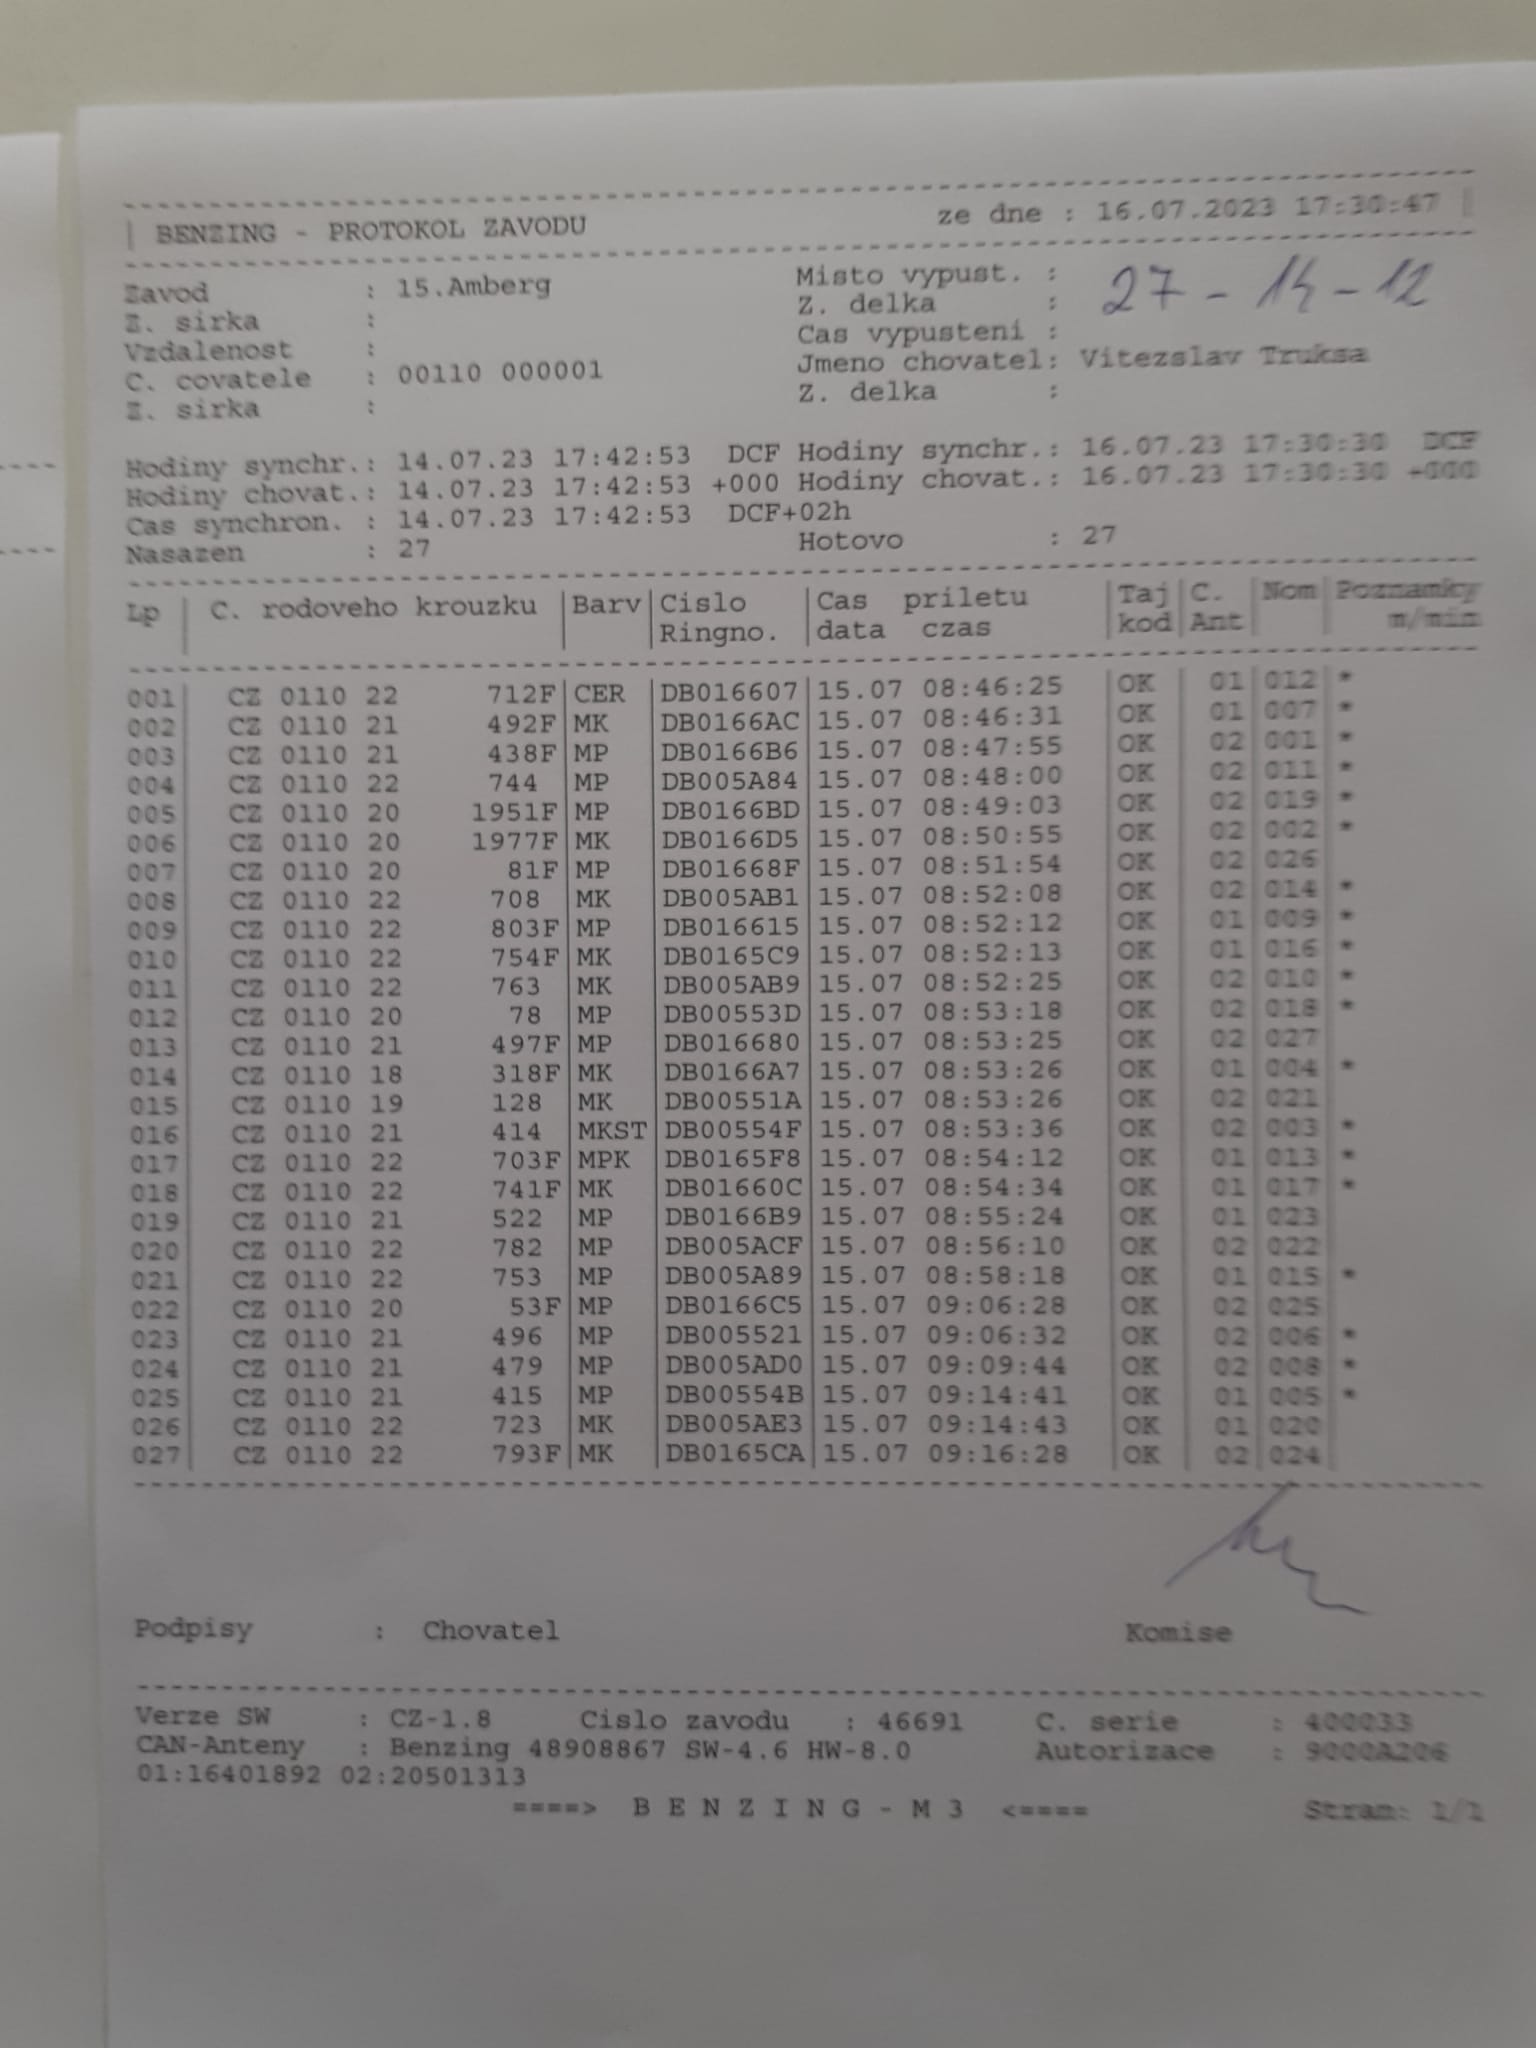 BENZING - PROTOKOL ZAVODU ze dne : 16.07.2023 17:30:47
Zavod : 15.Amberg Misto vypust. :
Z. sirka : Z. delka : 27 - 14 - 12
Vzdalenost : Cas vypusteni :
C. covatele : 00110 000001 Jmeno chovatel: Vitezslav Truksa
Z. sirka : Z. delka :
Hodiny synchr.: 14.07.23 17:42:53 DCF Hodiny synchr.: 16.07.23 17:30:30 DCF
Hodiny chovat.: 14.07.23 17:42:53 +000 Hodiny chovat.: 16.07.23 17:30:30 +000
Cas synchron. : 14.07.23 17:42:53 DCF+02h
Nasazen : 27 Hotovo : 27
Lp | C. rodoveho krouzku | Barv | Cislo | Cas priletu | Taj | C. | Nom | Poznamky
Ringno. | data czas | kod | Ant | m/min
001 | CZ 0110 22 712F | CER | DB016607 | 15.07 08:46:25 | OK | 01 | 012 | *
002 | CZ 0110 21 492F | MK | DB0166AC | 15.07 08:46:31 | OK | 01 | 007 | *
003 | CZ 0110 21 438F | MP | DB0166B6 | 15.07 08:47:55 | OK | 02 | 001 | *
004 | CZ 0110 22 744 | MP | DB005A84 | 15.07 08:48:00 | OK | 02 | 011 | *
005 | CZ 0110 20 1951F | MP | DB0166BD | 15.07 08:49:03 | OK | 02 | 019 | *
006 | CZ 0110 20 1977F | MK | DB0166D5 | 15.07 08:50:55 | OK | 02 | 002 | *
007 | CZ 0110 20 81F | MP | DB01668F | 15.07 08:51:54 | OK | 02 | 026 |
008 | CZ 0110 22 708 | MK | DB005AB1 | 15.07 08:52:08 | OK | 02 | 014 | *
009 | CZ 0110 22 803F | MP | DB016615 | 15.07 08:52:12 | OK | 01 | 009 | *
010 | CZ 0110 22 754F | MK | DB0165C9 | 15.07 08:52:13 | OK | 01 | 016 | *
011 | CZ 0110 22 763 | MK | DB005AB9 | 15.07 08:52:25 | OK | 02 | 010 | *
012 | CZ 0110 20 78 | MP | DB00553D | 15.07 08:53:18 | OK | 02 | 018 | *
013 | CZ 0110 21 497F | MP | DB016680 | 15.07 08:53:25 | OK | 02 | 027 |
014 | CZ 0110 18 318F | MK | DB0166A7 | 15.07 08:53:26 | OK | 01 | 004 | *
015 | CZ 0110 19 128 | MK | DB00551A | 15.07 08:53:26 | OK | 02 | 021 |
016 | CZ 0110 21 414 | MKST | DB00554F | 15.07 08:53:36 | OK | 02 | 003 | *
017 | CZ 0110 22 703F | MPK | DB0165F8 | 15.07 08:54:12 | OK | 01 | 013 | *
018 | CZ 0110 22 741F | MK | DB01660C | 15.07 08:54:34 | OK | 01 | 017 | *
019 | CZ 0110 21 522 | MP | DB0166B9 | 15.07 08:55:24 | OK | 01 | 023 |
020 | CZ 0110 22 782 | MP | DB005ACF | 15.07 08:56:10 | OK | 02 | 022 |
021 | CZ 0110 22 753 | MP | DB005A89 | 15.07 08:58:18 | OK | 01 | 015 | *
022 | CZ 0110 20 53F | MP | DB0166C5 | 15.07 09:06:28 | OK | 02 | 025 |
023 | CZ 0110 21 496 | MP | DB005521 | 15.07 09:06:32 | OK | 02 | 006 | *
024 | CZ 0110 21 479 | MP | DB005AD0 | 15.07 09:09:44 | OK | 02 | 008 | *
025 | CZ 0110 21 415 | MP | DB00554B | 15.07 09:14:41 | OK | 01 | 005 | *
026 | CZ 0110 22 723 | MK | DB005AE3 | 15.07 09:14:43 | OK | 01 | 020 |
027 | CZ 0110 22 793F | MK | DB0165CA | 15.07 09:16:28 | OK | 02 | 024 |
Podpisy : Chovatel Komise
Verze SW : CZ-1.8 Cislo zavodu : 46691 C. serie : 400033
CAN-Anteny : Benzing 48908867 SW-4.6 HW-8.0 Autorizace : 9000A206
01:16401892 02:20501313
====> B E N Z I N G - M 3 <==== Stran: 1/1